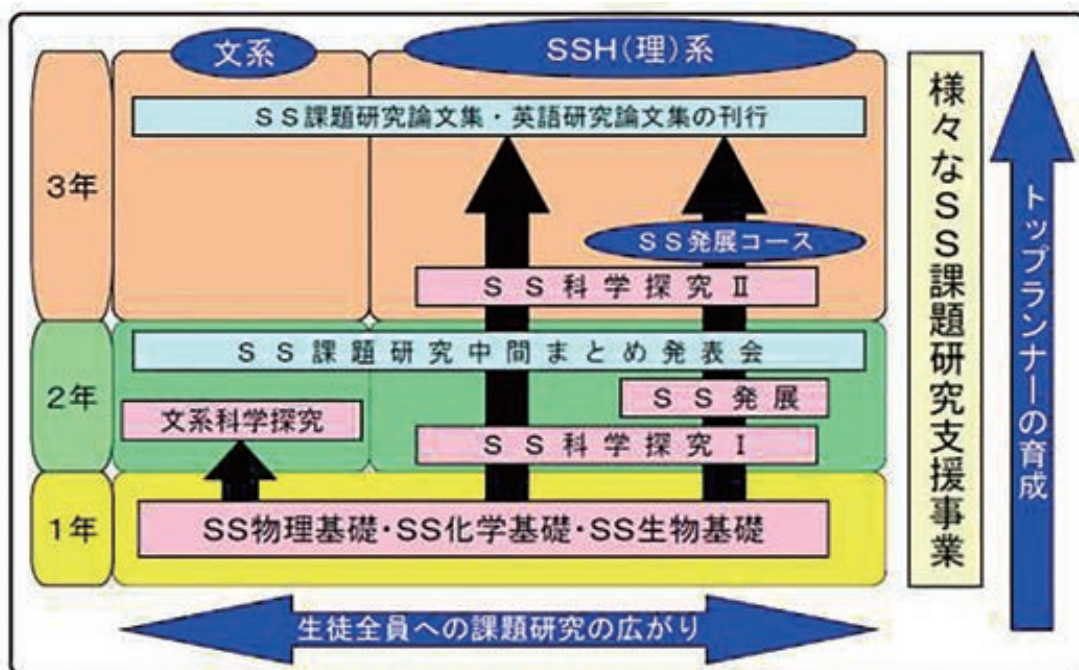 文系
SSH(理)系
3年
SS課題研究論文集・英語研究論文集の刊行
SS発展コース
SS科学探究Ⅱ
2年
SS課題研究中間まとめ発表会
SS発展
文系科学探究
SS科学探究Ⅰ
1年
SS物理基礎・SS化学基礎・SS生物基礎
生徒全員への課題研究の広がり
様々なSS課題研究支援事業
トップランナーの育成